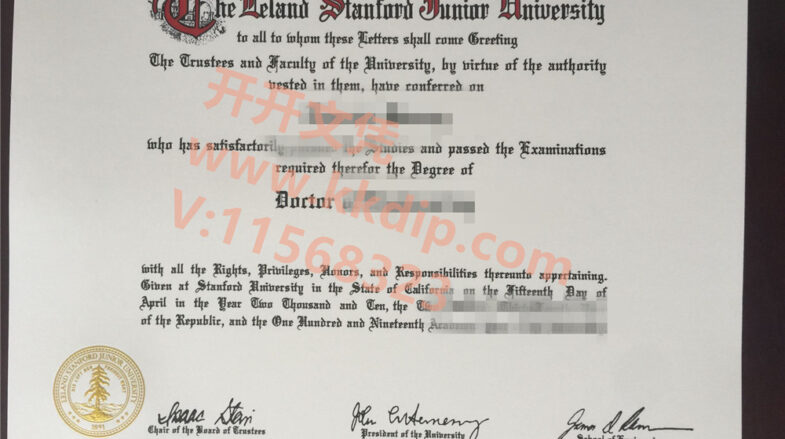 The Leland Stanford Junior University
to all to whom these Letters shall come Greeting
The Trustees and Faculty of the University, by virtue of the authority
vested in them, have conferred on
who has satisfactorily the Studies and passed the Examinations
required therefor the Degree of
Doctor
with all the Rights, Privileges, Honors, and Responsibilities thereunto appertaining.
Given at Stanford University in the State of California on the Fifteenth Day of
April in the Year Two Thousand and Ten, the
of the Republic, and the One Hundred and Nineteenth
开开文凭
www.kkdip.com
V:11568323
LELAND STANFORD JUNIOR UNIVERSITY
1891
Chair of the Board of Trustees
President of the University